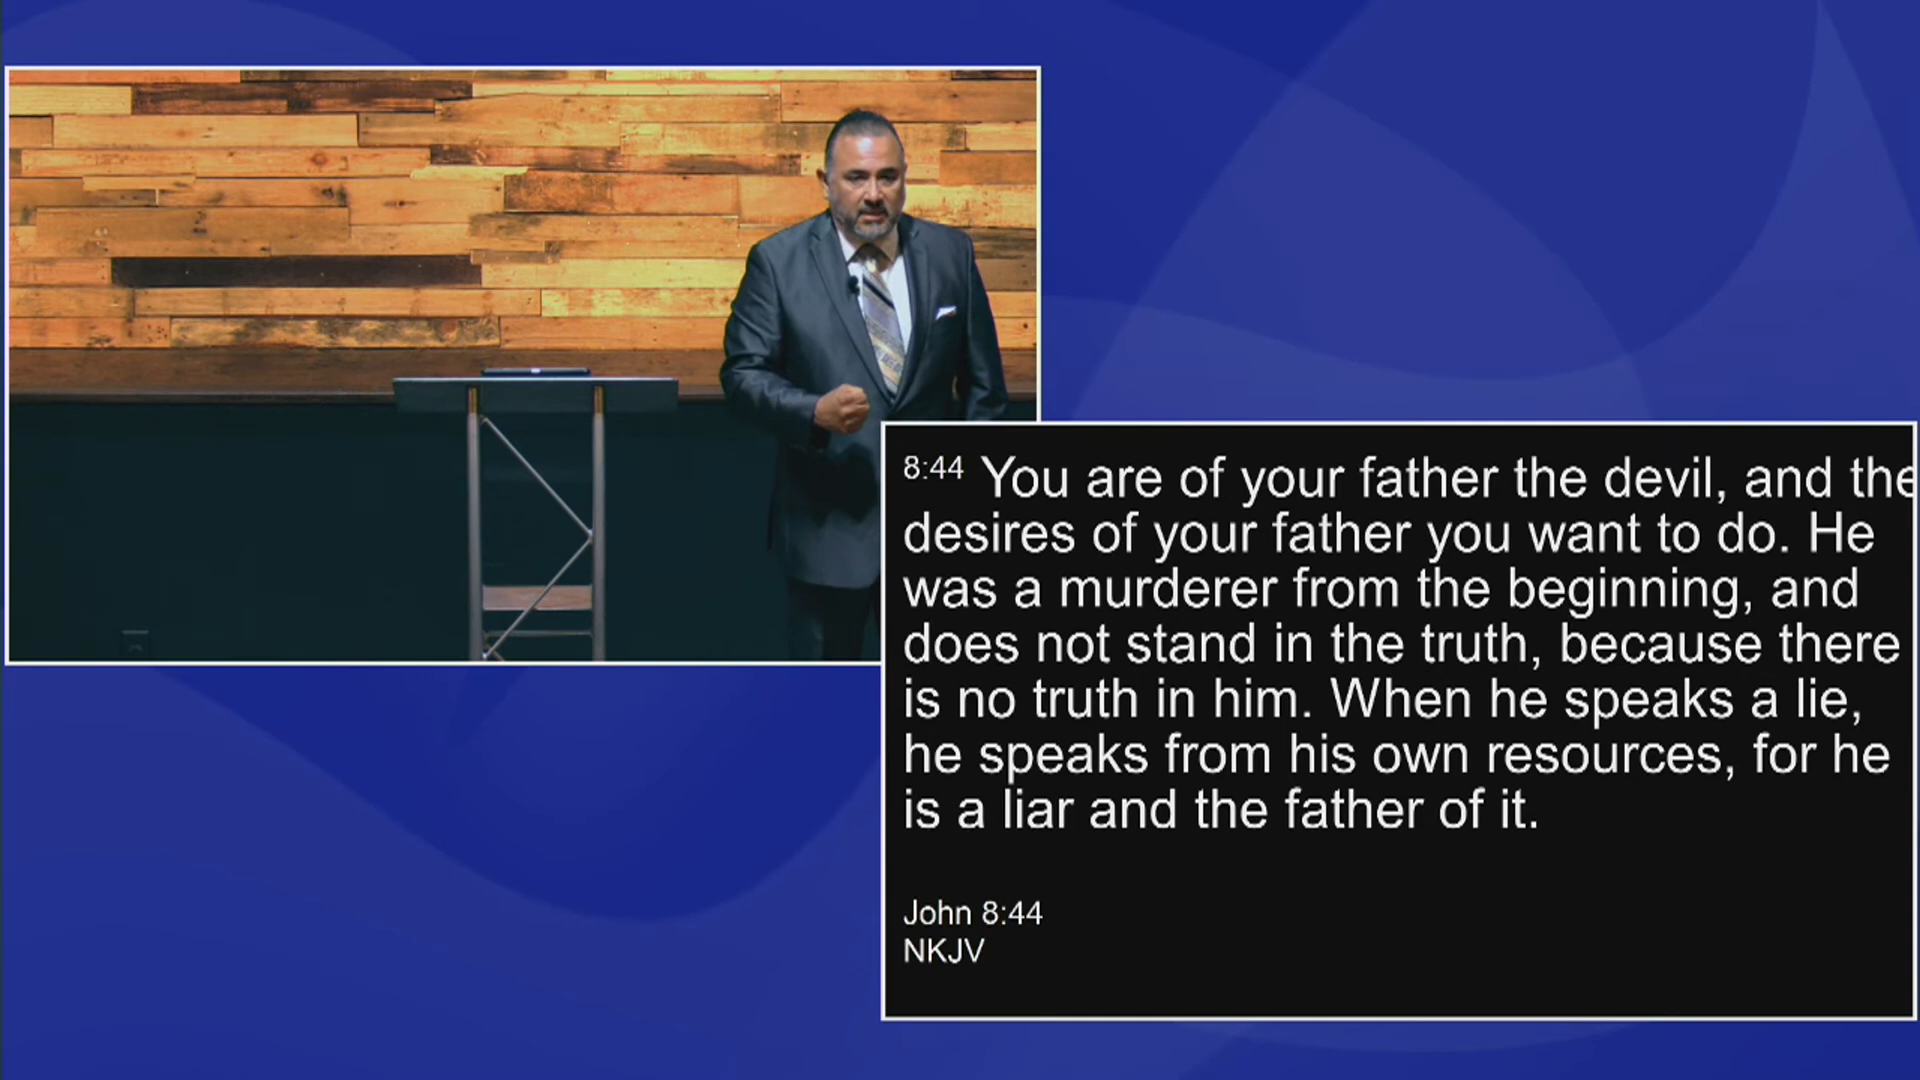 8:44 You are of your father the devil, and the
desires of your father you want to do. He
was a murderer from the beginning, and
does not stand in the truth, because there
is no truth in him. When he speaks a lie,
he speaks from his own resources, for he
is a liar and the father of it.
John 8:44
NKJV